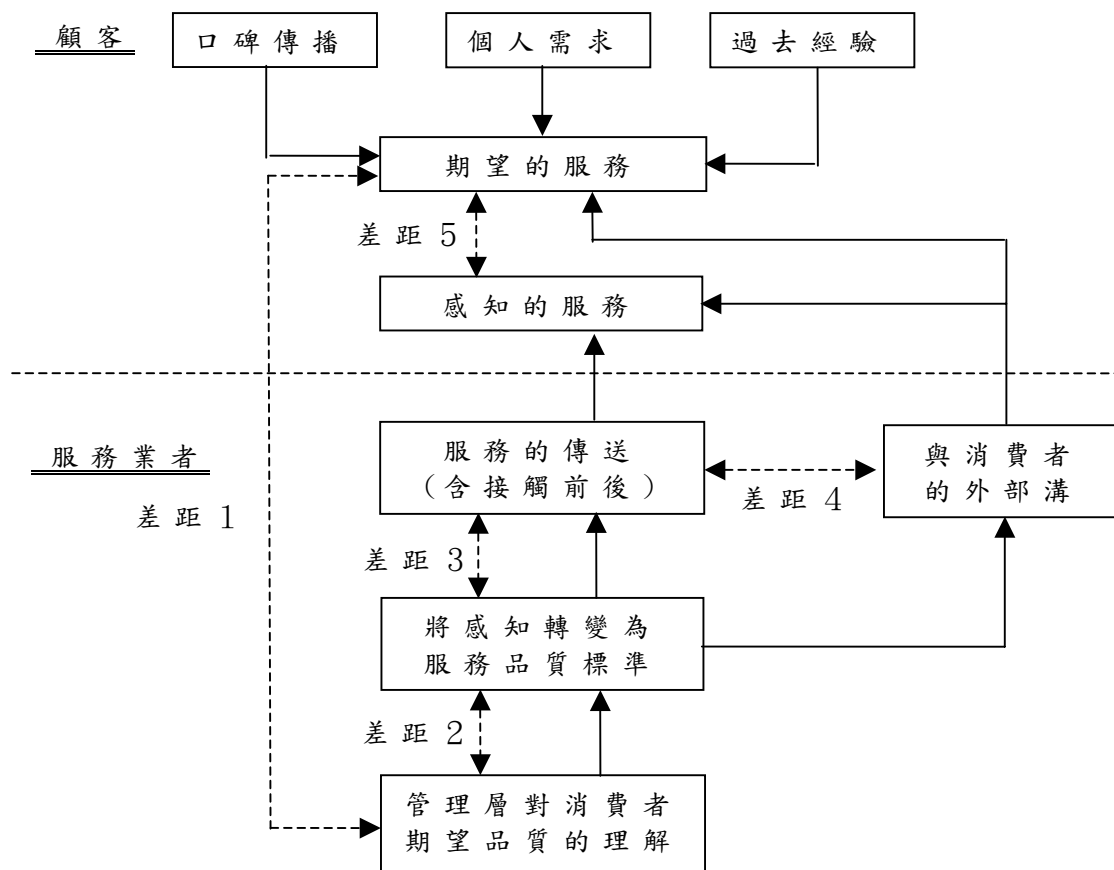 顧客
口碑傳播
個人需求
過去經驗
期望的服務
差距 5
感知的服務
服務業者
服務的傳送
(含接觸前後)
與消費者
的外部溝
差距 4
差距 1
差距 3
將感知轉變為
服務品質標準
差距 2
管理層對消費者
期望品質的理解